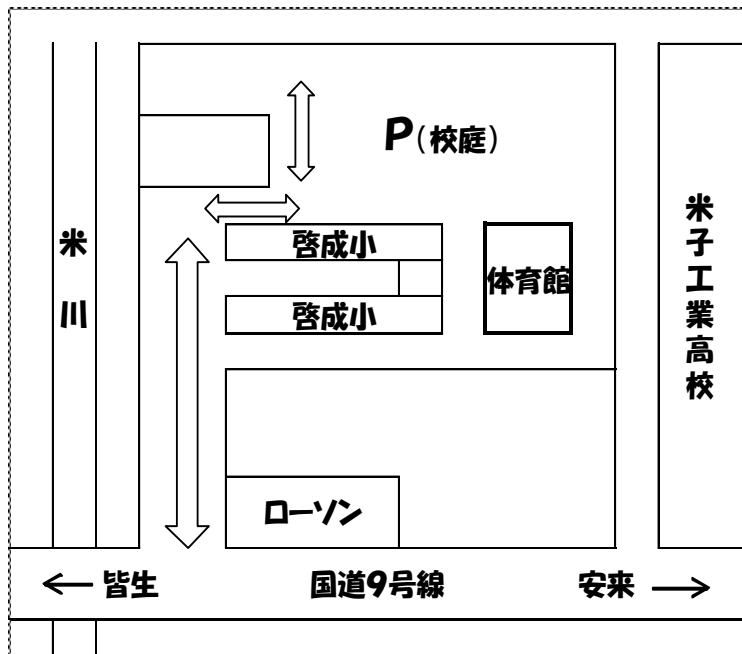 P(校庭)
米川
啓成小
体育館
啓成小
米子工業高校
ローソン
← 皆生
国道9号線
安来 →